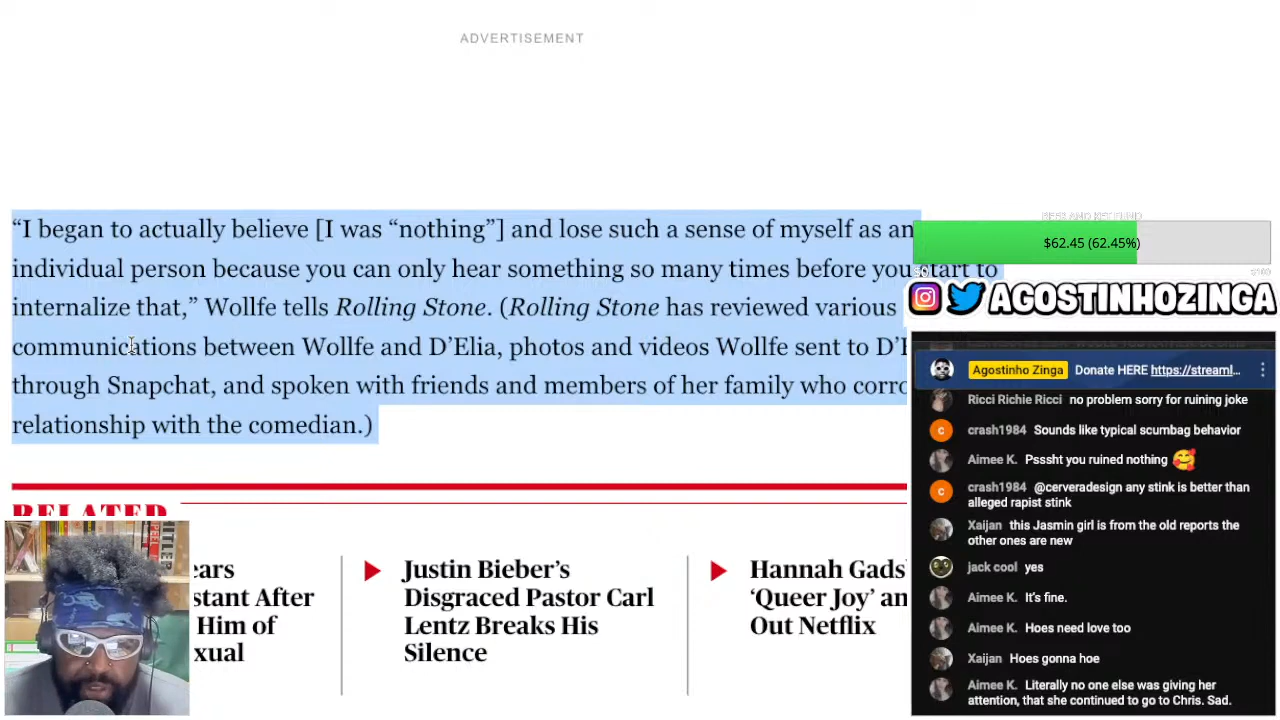 ADVERTISEMENT
“I began to actually believe [I was “nothing”] and lose such a sense of myself as an
individual person because you can only hear something so many times before you start to
internalize that,” Wollfe tells Rolling Stone. (Rolling Stone has reviewed various
communications between Wollfe and D’Elia, photos and videos Wollfe sent to D’E
through Snapchat, and spoken with friends and members of her family who corro
relationship with the comedian.)
RELATED
ears
stant After
Him of
xual
Justin Bieber’s
Disgraced Pastor Carl
Lentz Breaks His
Silence
Hannah Gads
‘Queer Joy’ an
Out Netflix
$62.45 (62.45%)
AGOSTINHOZINGA
Agostinho Zinga Donate HERE https://streaml...
Ricci Richie Ricci no problem sorry for ruining joke
crash1984 Sounds like typical scumbag behavior
Aimee K. Psssht you ruined nothing 🥰
crash1984 @cerveradesign any stink is better than
alleged rapist stink
Xaijan this Jasmin girl is from the old reports the
other ones are new
jack cool yes
Aimee K. It’s fine.
Aimee K. Hoes need love too
Xaijan Hoes gonna hoe
Aimee K. Literally no one else was giving her
attention, that she continued to go to Chris. Sad.